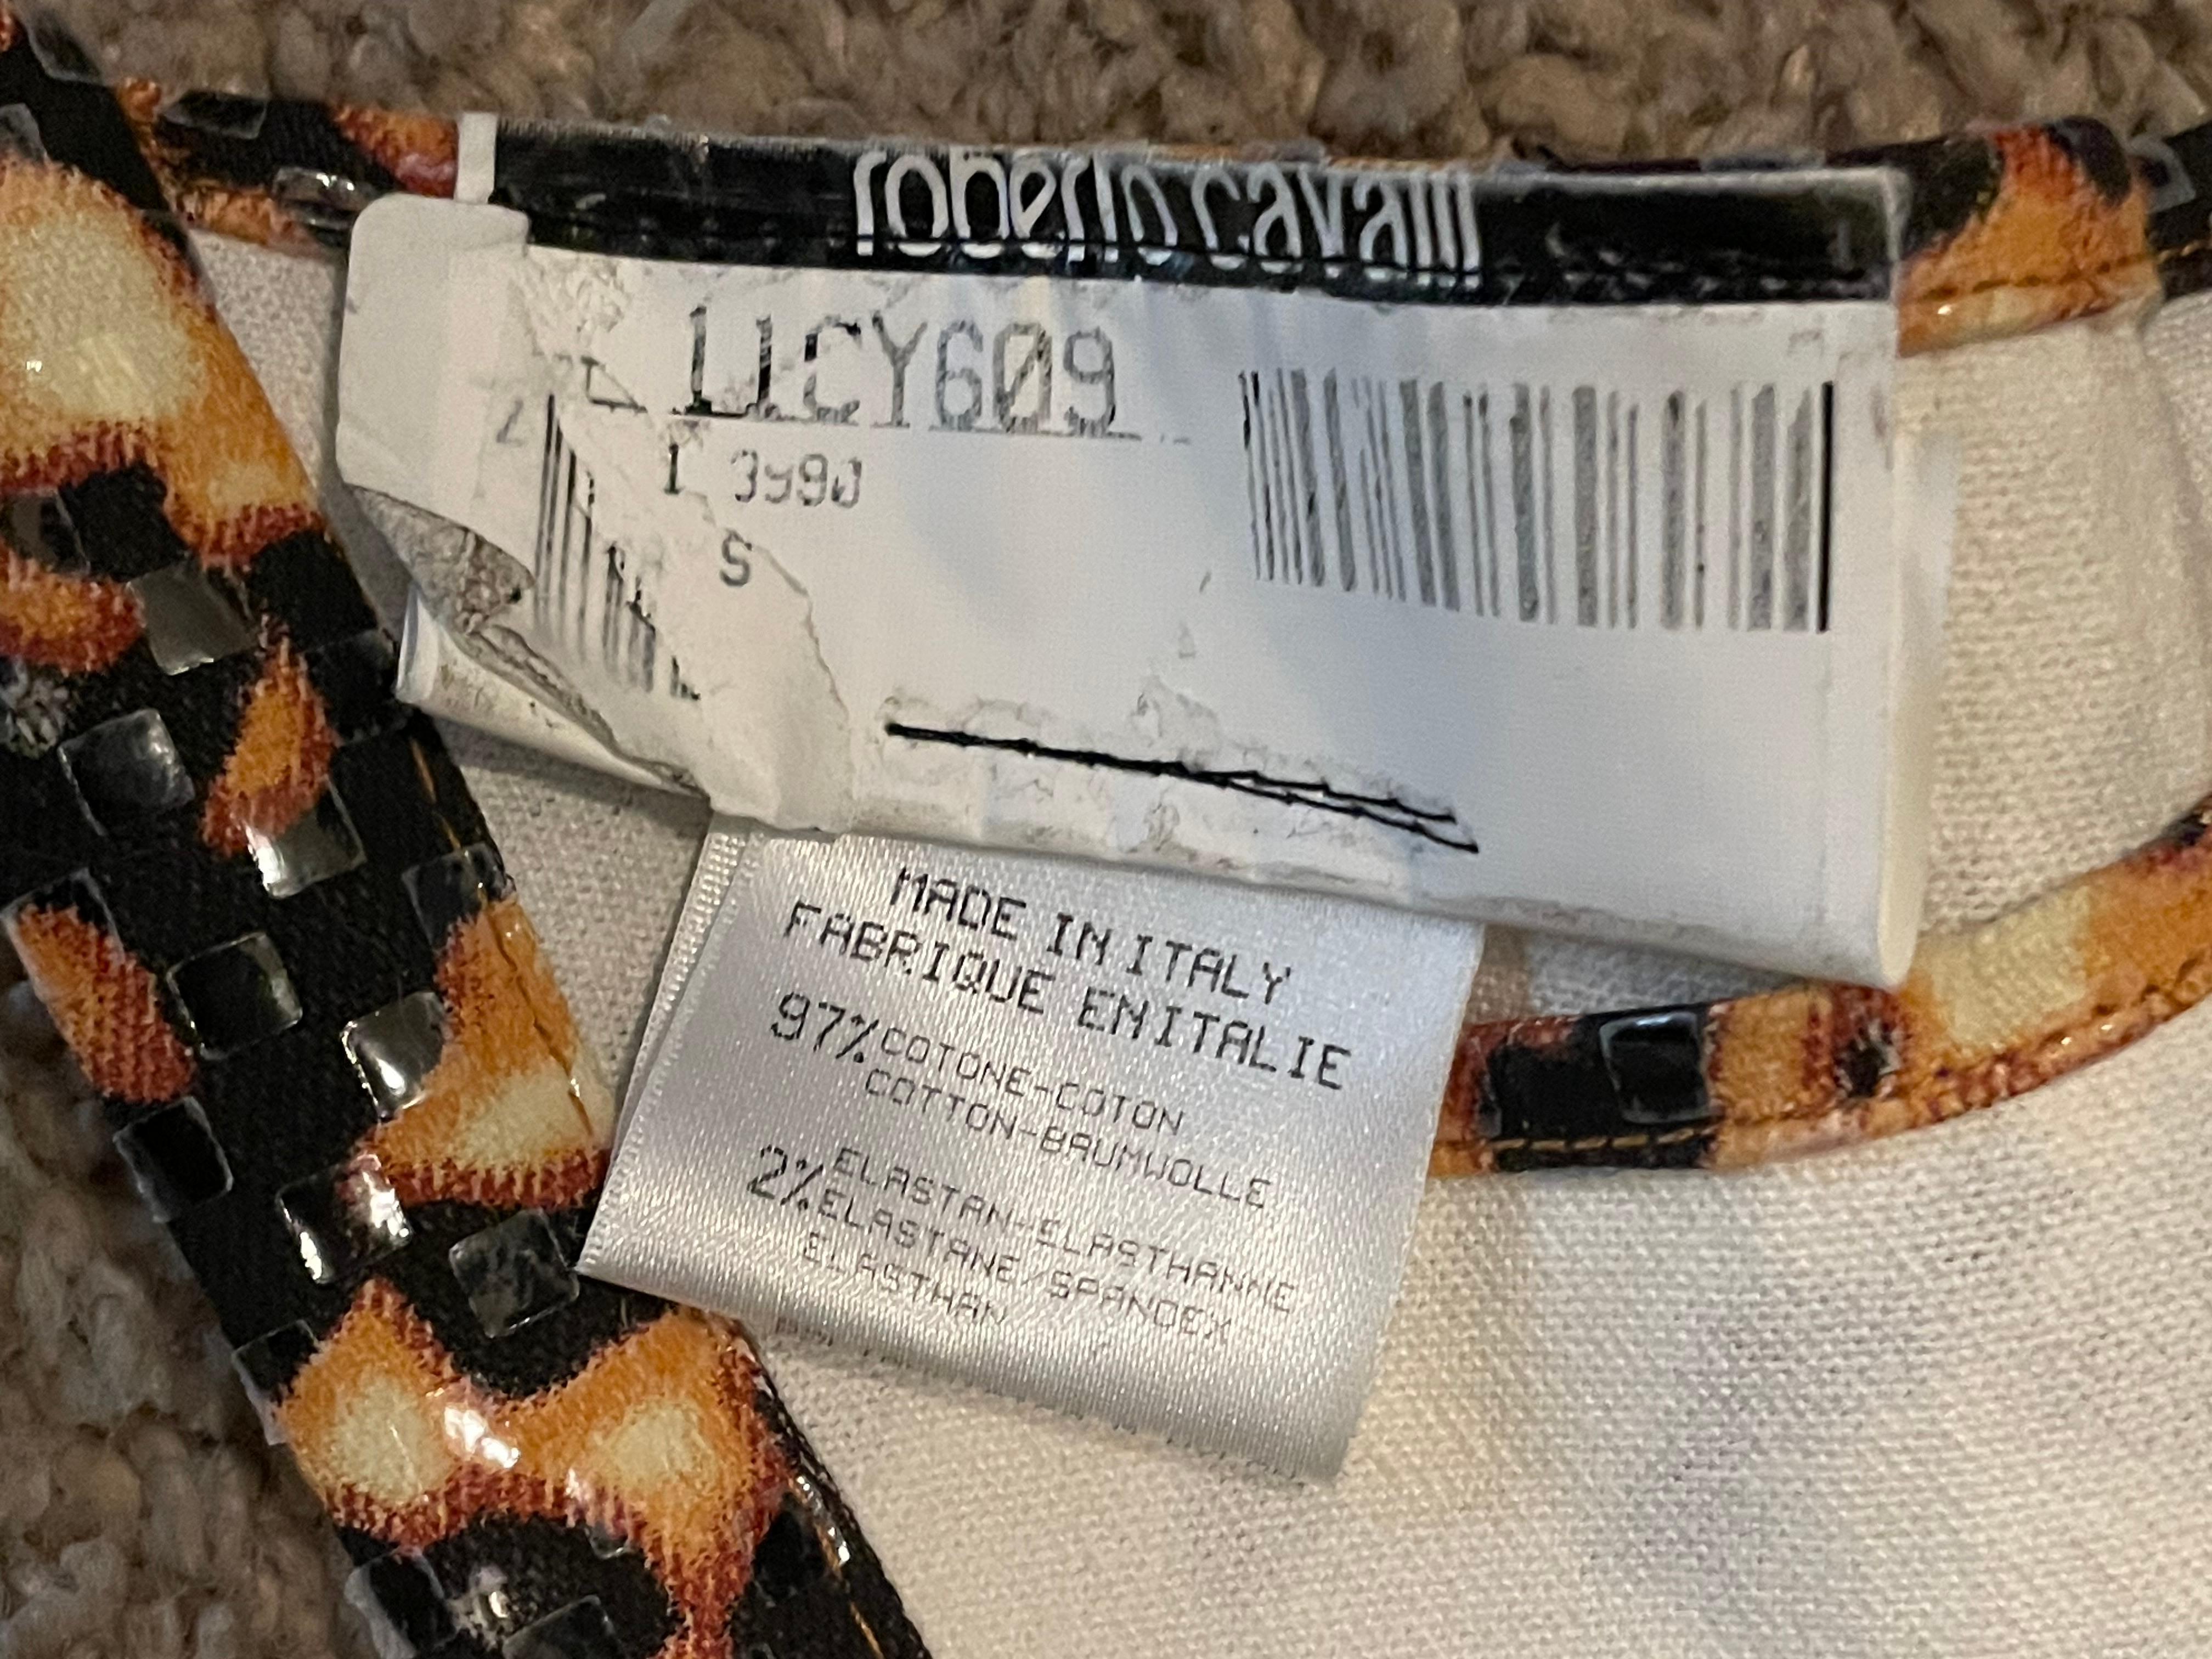 roberto cavalli
11CY609
I 3990
S
MADE IN ITALY
FABRIQUE EN ITALIE
97% COTONE-COTON
COTTON-BAUMWOLLE
2% ELASTAN-ELASTHANNE
ELASTANE/SPANDEX
ELASTHAN